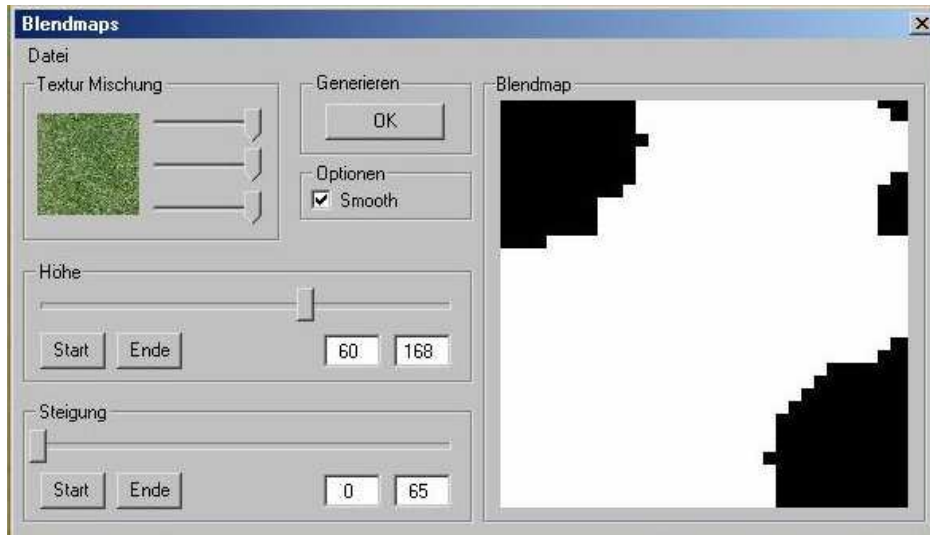 Blendmaps
Datei
Textur Mischung
Generieren
OK
Optionen
Smooth
Blendmap
Höhe
Start Ende 60 168
Steigung
Start Ende 0 65